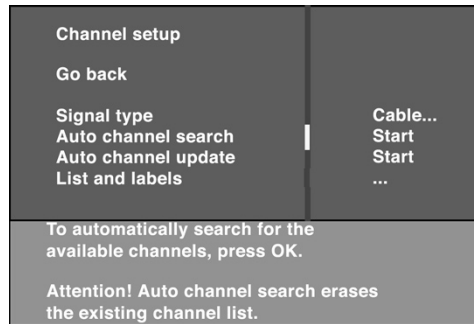 Channel setup
Go back
Signal type Cable...
Auto channel search Start
Auto channel update Start
List and labels ...
To automatically search for the
available channels, press OK.
Attention! Auto channel search erases
the existing channel list.